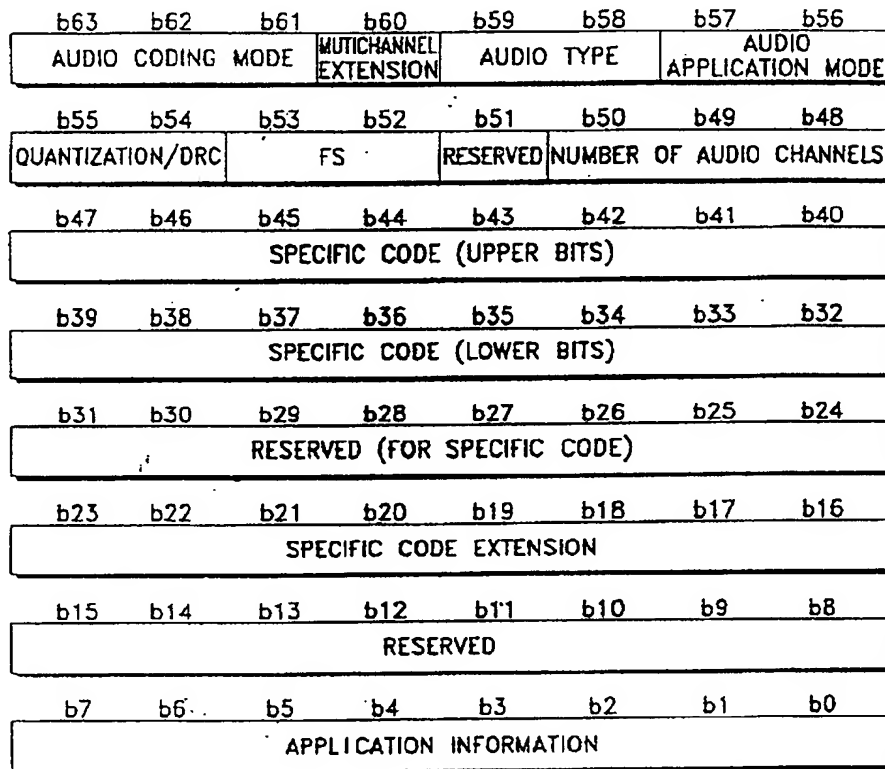 b63 b62 b61 b60 b59 b58 b57 b56
AUDIO CODING MODE
MUTICHANNEL
EXTENSION
AUDIO TYPE
AUDIO
APPLICATION MODE
b55 b54 b53 b52 b51 b50 b49 b48
QUANTIZATION/DRC FS RESERVED NUMBER OF AUDIO CHANNELS
b47 b46 b45 b44 b43 b42 b41 b40
SPECIFIC CODE (UPPER BITS)
b39 b38 b37 b36 b35 b34 b33 b32
SPECIFIC CODE (LOWER BITS)
b31 b30 b29 b28 b27 b26 b25 b24
RESERVED (FOR SPECIFIC CODE)
b23 b22 b21 b20 b19 b18 b17 b16
SPECIFIC CODE EXTENSION
b15 b14 b13 b12 b11 b10 b9 b8
RESERVED
b7 b6 b5 b4 b3 b2 b1 b0
APPLICATION INFORMATION